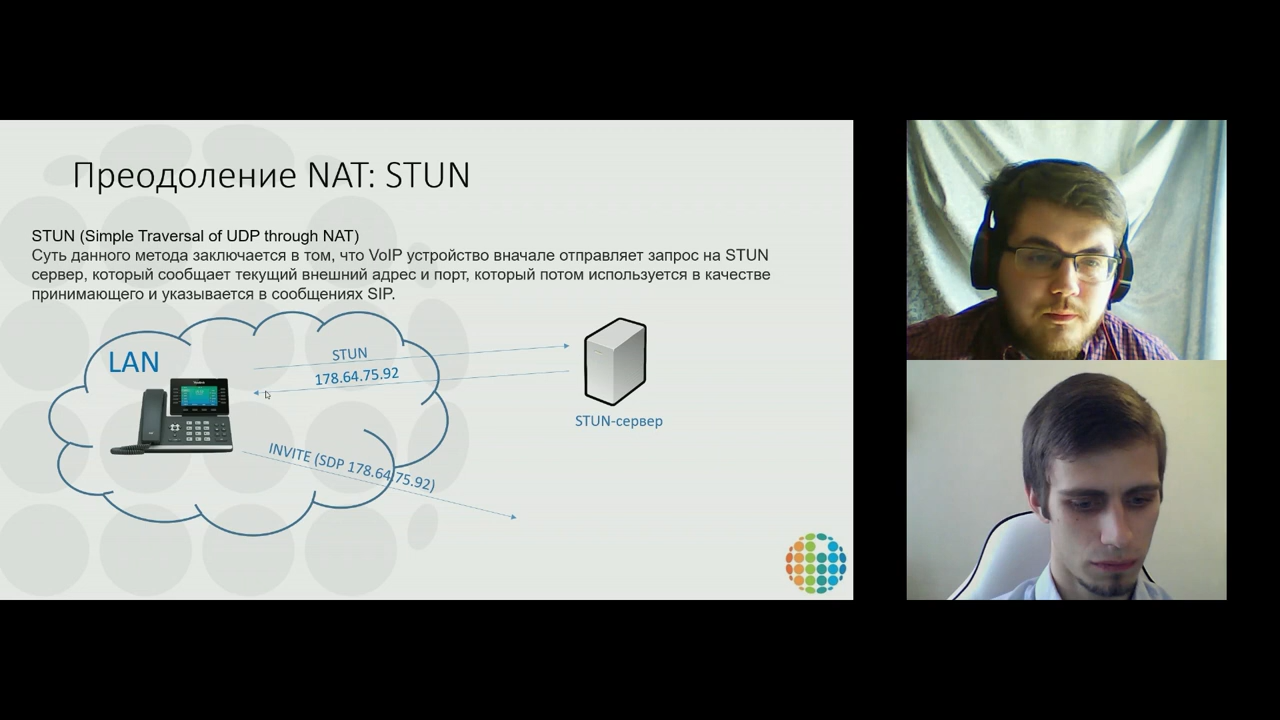 Преодоление NAT: STUN
STUN (Simple Traversal of UDP through NAT)
Суть данного метода заключается в том, что VoIP устройство вначале отправляет запрос на STUN
сервер, который сообщает текущий внешний адрес и порт, который потом используется в качестве
принимающего и указывается в сообщениях SIP.
LAN
STUN
178.64.75.92
STUN-сервер
INVITE (SDP 178.64.75.92)